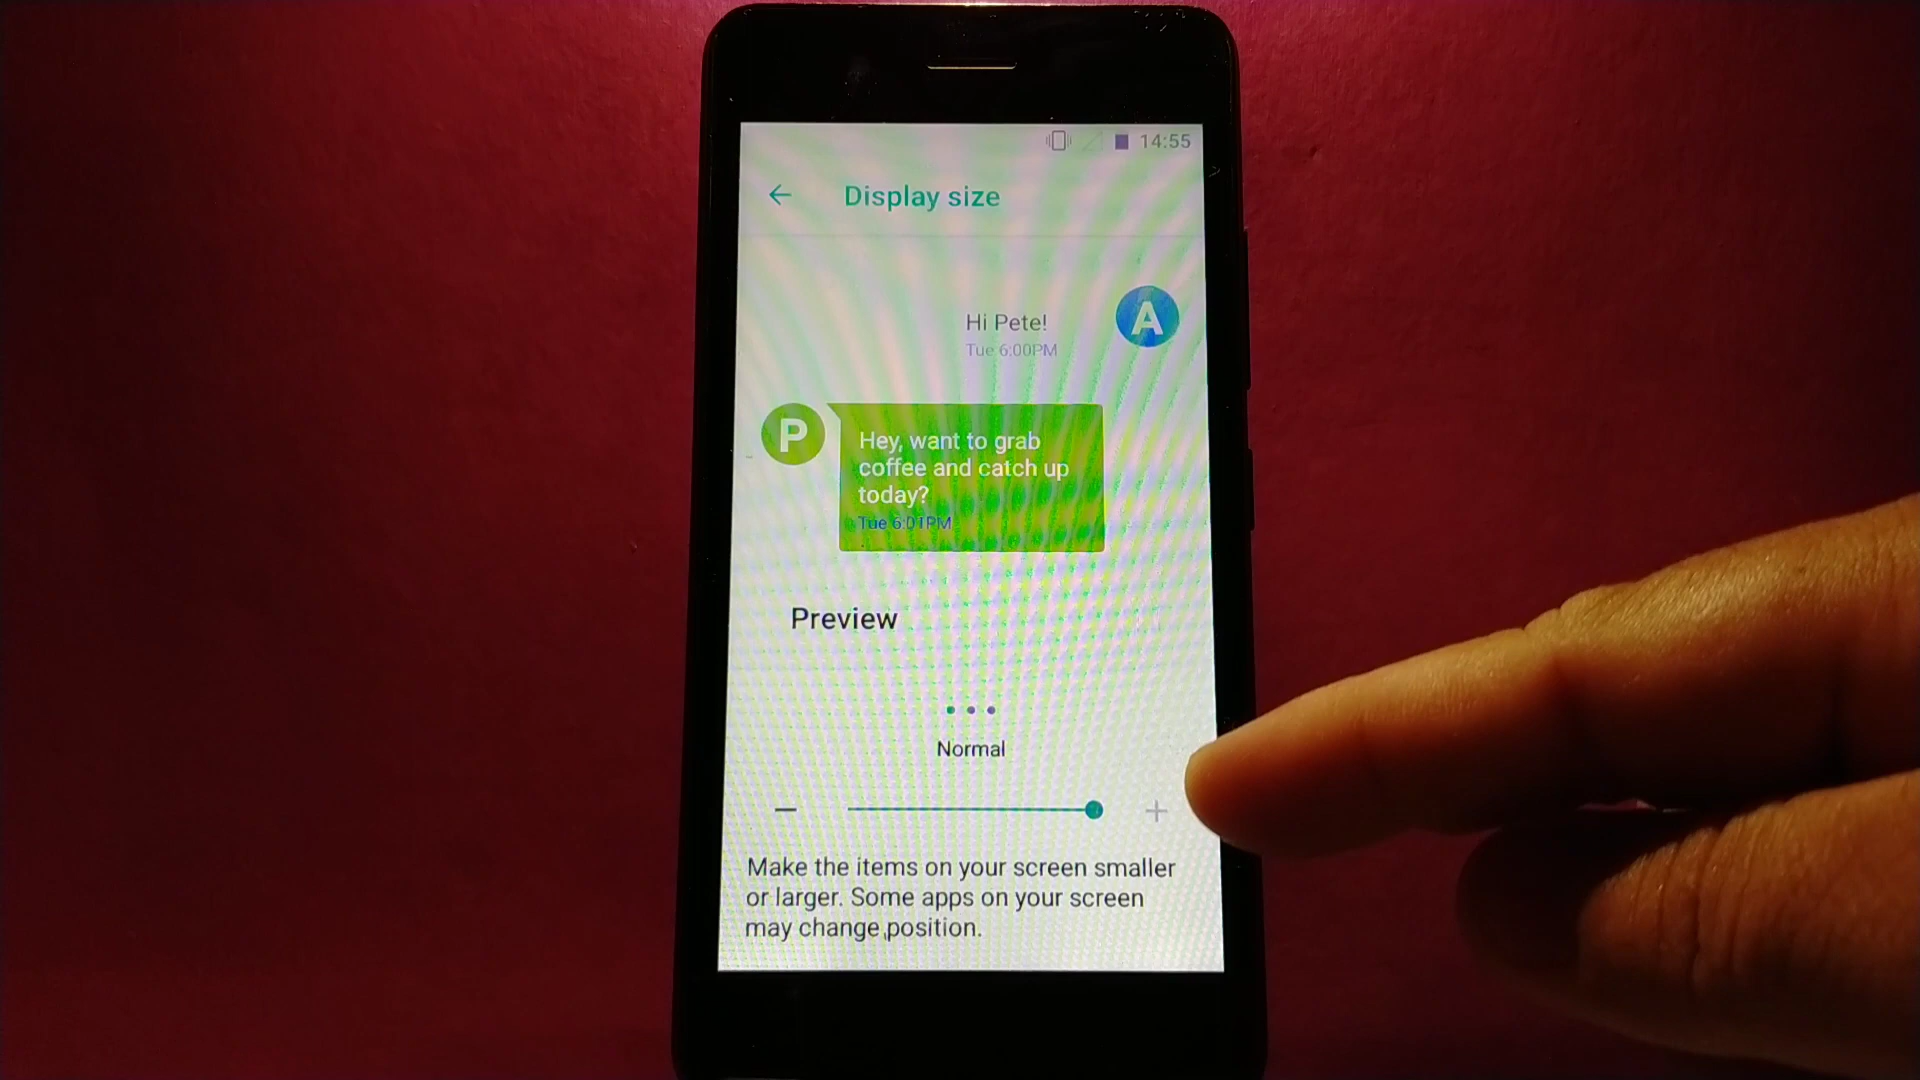 14:55
Display size
Hi Pete!
A
Tue 6:00PM
P
Hey, want to grab
coffee and catch up
today?
Tue 6:01PM
Preview
Normal
Make the items on your screen smaller
or larger. Some apps on your screen
may change position.